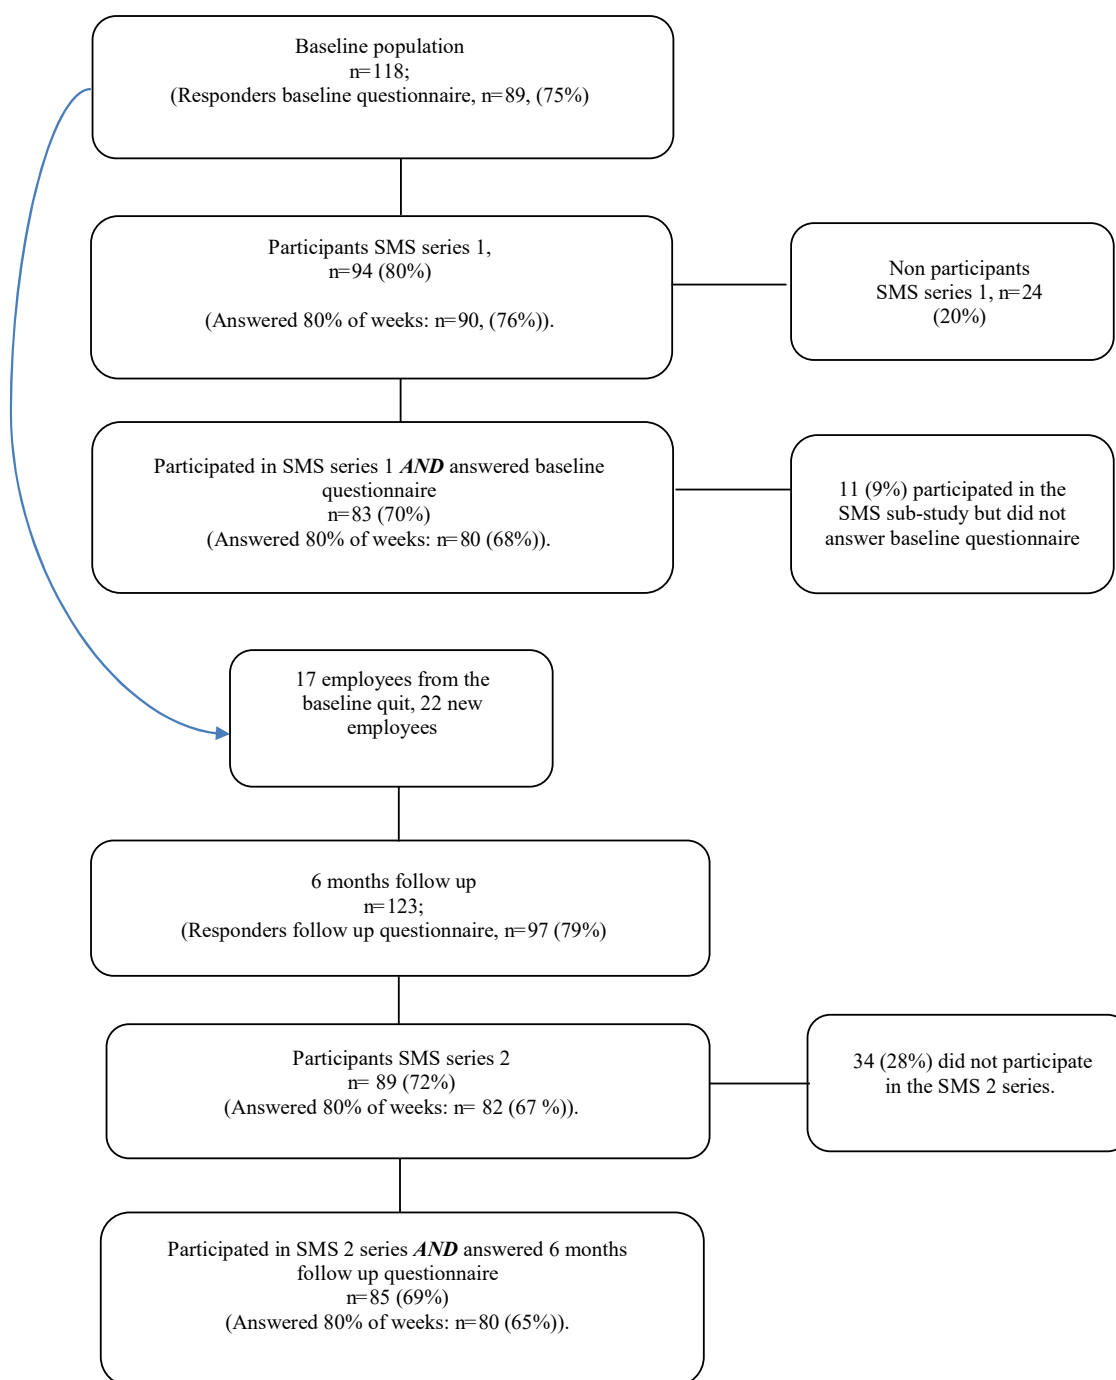 Baseline population
n=118;
(Responders baseline questionnaire, n=89, (75%)
Participants SMS series 1,
n=94 (80%)
(Answered 80% of weeks: n=90, (76%)).
Non participants
SMS series 1, n=24
(20%)
Participated in SMS series 1 AND answered baseline
questionnaire
n=83 (70%)
(Answered 80% of weeks: n=80 (68%)).
11 (9%) participated in the
SMS sub-study but did not
answer baseline questionnaire
17 employees from the
baseline quit, 22 new
employees
6 months follow up
n=123;
(Responders follow up questionnaire, n=97 (79%)
Participants SMS series 2
n= 89 (72%)
(Answered 80% of weeks: n= 82 (67 %)).
34 (28%) did not participate
in the SMS 2 series.
Participated in SMS 2 series AND answered 6 months
follow up questionnaire
n=85 (69%)
(Answered 80% of weeks: n=80 (65%)).